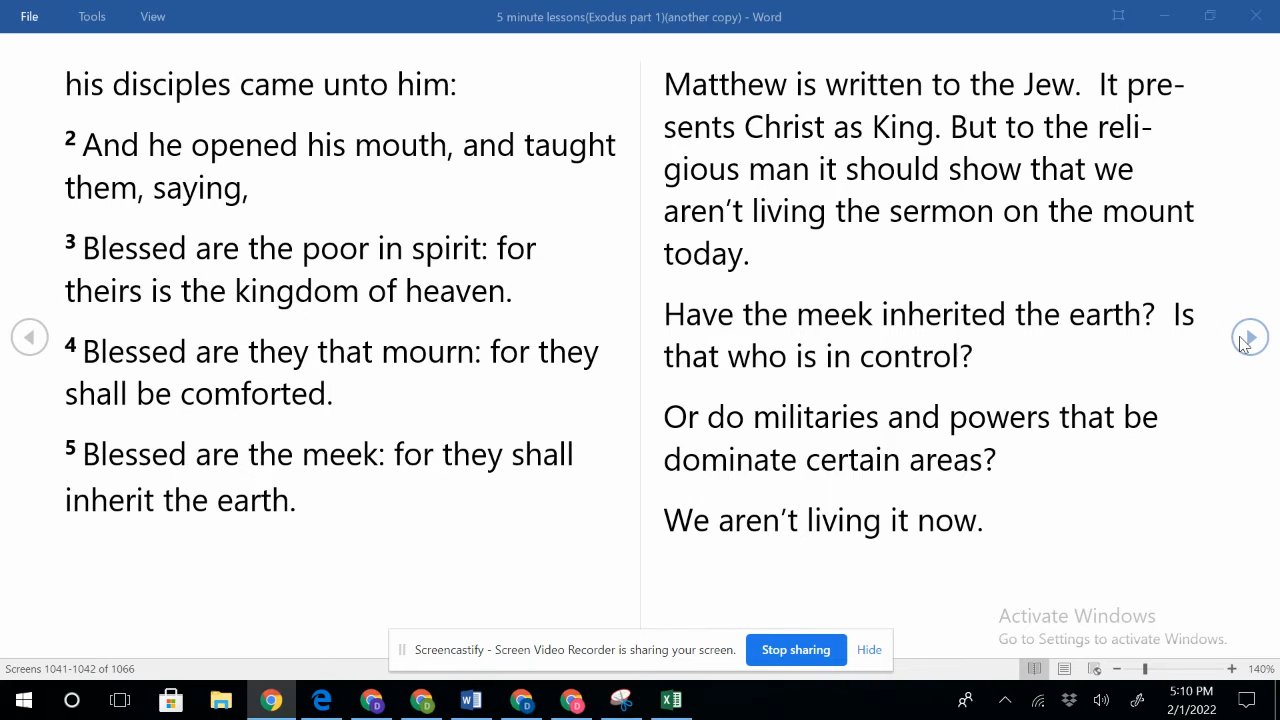 File
Tools
View
5 minute lessons(Exodus part 1)(another copy) - Word
his disciples came unto him:
2 And he opened his mouth, and taught
them, saying,
3 Blessed are the poor in spirit: for
theirs is the kingdom of heaven.
4 Blessed are they that mourn: for they
shall be comforted.
5 Blessed are the meek: for they shall
inherit the earth.
Matthew is written to the Jew.  It pre-
sents Christ as King. But to the reli-
gious man it should show that we
aren’t living the sermon on the mount
today.
Have the meek inherited the earth?  Is
that who is in control?
Or do militaries and powers that be
dominate certain areas?
We aren’t living it now.
Activate Windows
Go to Settings to activate Windows.
Screencastify - Screen Video Recorder is sharing your screen.
Stop sharing
Hide
Screens 1041-1042 of 1066
140%
5:10 PM
2/1/2022